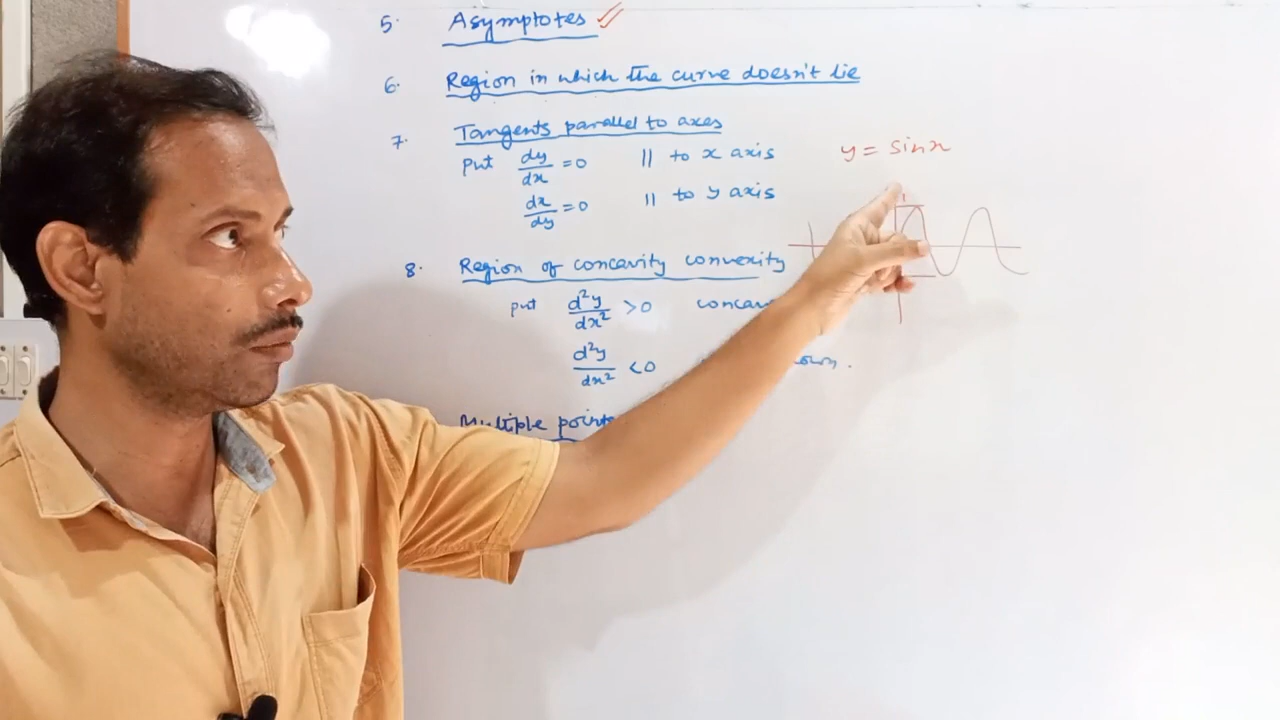 5. Asymptotes ✓
6. Region in which the curve doesn't lie
7. Tangents parallel to axes
put dy/dx = 0 || to x axis
dx/dy = 0 || to y axis
y = sinx
8. Region of concavity convexity
put d²y/dx² > 0
d²y/dx² < 0
Multiple points